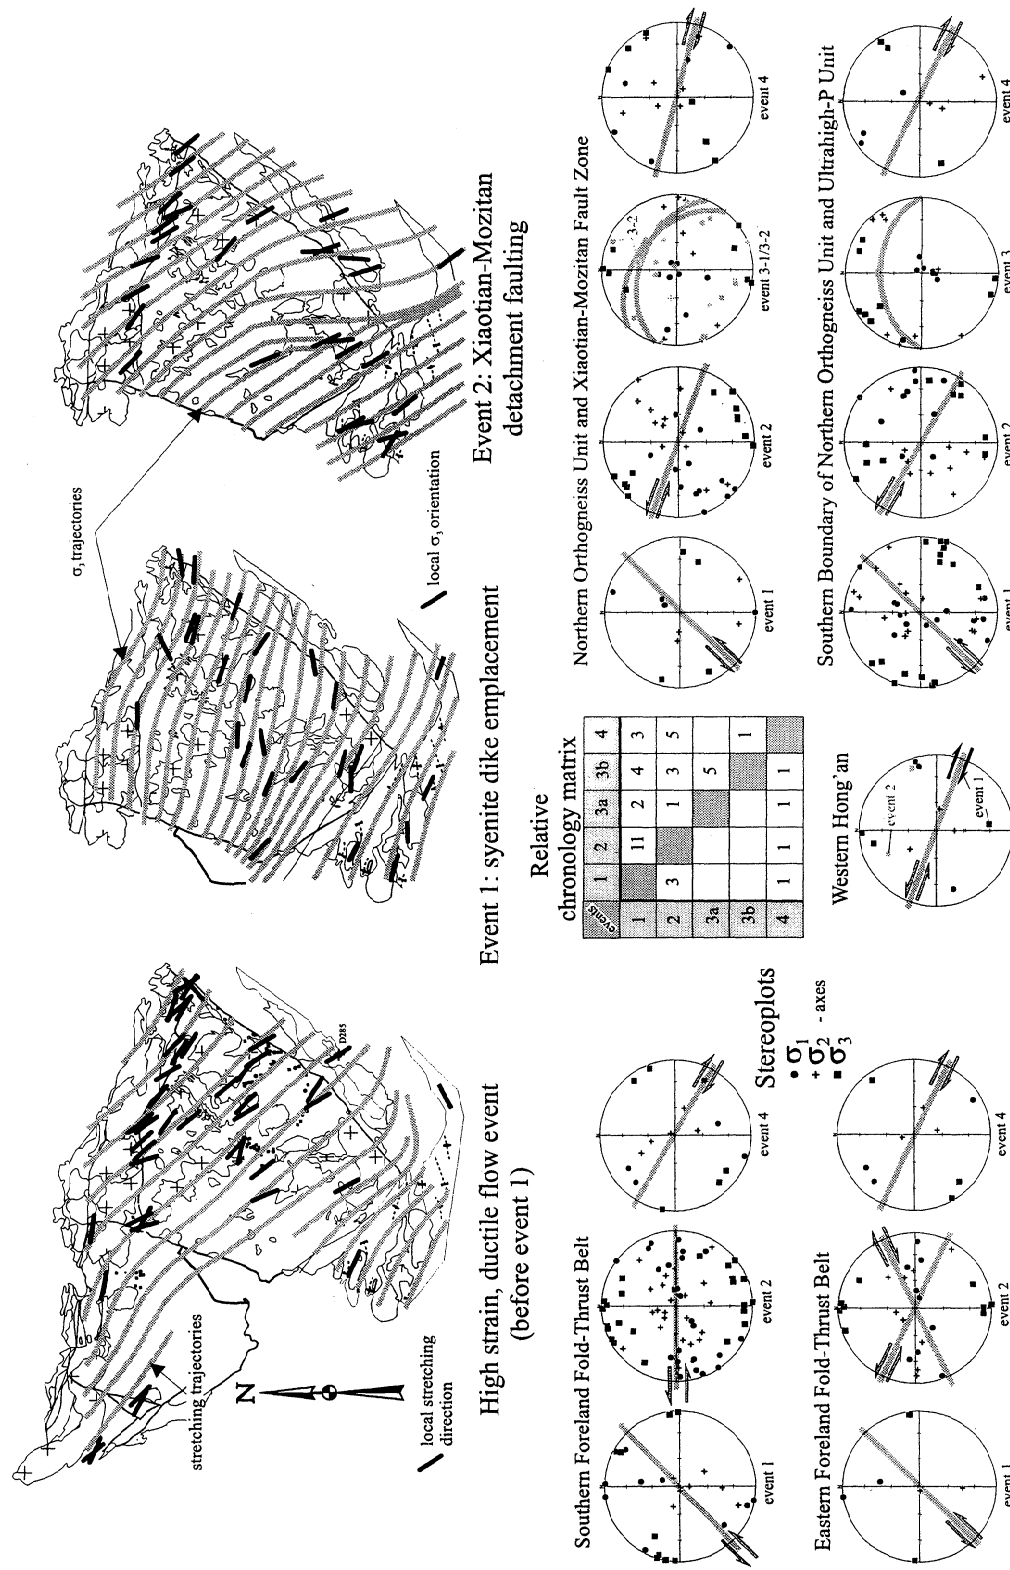 stretching trajectories
N
local stretching
direction
D285
High strain, ductile flow event
(before event 1)
σ₁ trajectories
local σ₁ orientation
Event 1: syenite dike emplacement
Event 2: Xiaotian-Mozitan
detachment faulting
Southern Foreland Fold-Thrust Belt
event 1
event 2
event 4
Eastern Foreland Fold-Thrust Belt
event 1
event 2
event 4
Stereoplots
σ1
σ2 - axes
σ3
Relative
chronology matrix
events 1 2 3a 3b 4
1 11 2 4 3
2 3 1 3 5
3a 5
3b 1
4 1 1 1 1
Western Hong'an
event 2
event 1
Northern Orthogneiss Unit and Xiaotian-Mozitan Fault Zone
event 1
event 2
3-2
event 3-1/3-2
event 4
Southern Boundary of Northern Orthogneiss Unit and Ultrahigh-P Unit
event 1
event 2
event 3
event 4